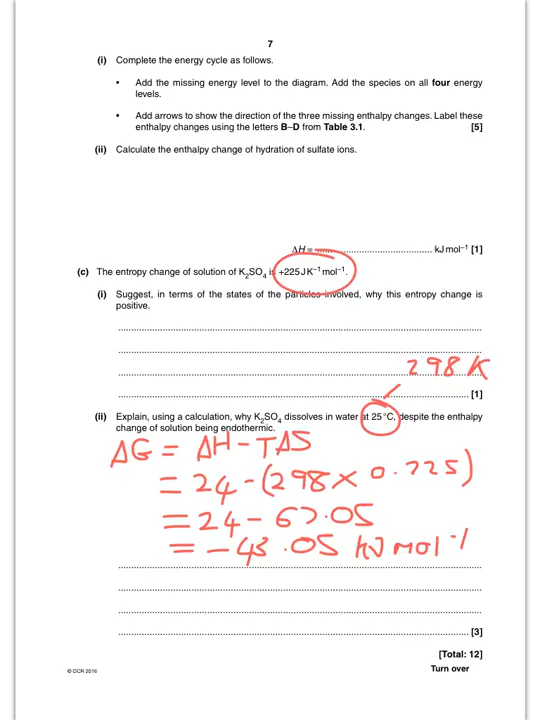 7
(i) Complete the energy cycle as follows.
• Add the missing energy level to the diagram. Add the species on all four energy
levels.
• Add arrows to show the direction of the three missing enthalpy changes. Label these
enthalpy changes using the letters B–D from Table 3.1. [5]
(ii) Calculate the enthalpy change of hydration of sulfate ions.
ΔH = ............................................. kJ mol⁻¹ [1]
(c) The entropy change of solution of K₂SO₄ is +225 J K⁻¹ mol⁻¹.
(i) Suggest, in terms of the states of the particles involved, why this entropy change is
positive.
298 K
[1]
(ii) Explain, using a calculation, why K₂SO₄ dissolves in water at 25 °C, despite the enthalpy
change of solution being endothermic.
ΔG = ΔH - TΔS
= 24 - (298 × 0.225)
= 24 - 67.05
= - 43.05 kJ mol⁻¹
[3]
[Total: 12]
© OCR 2016
Turn over